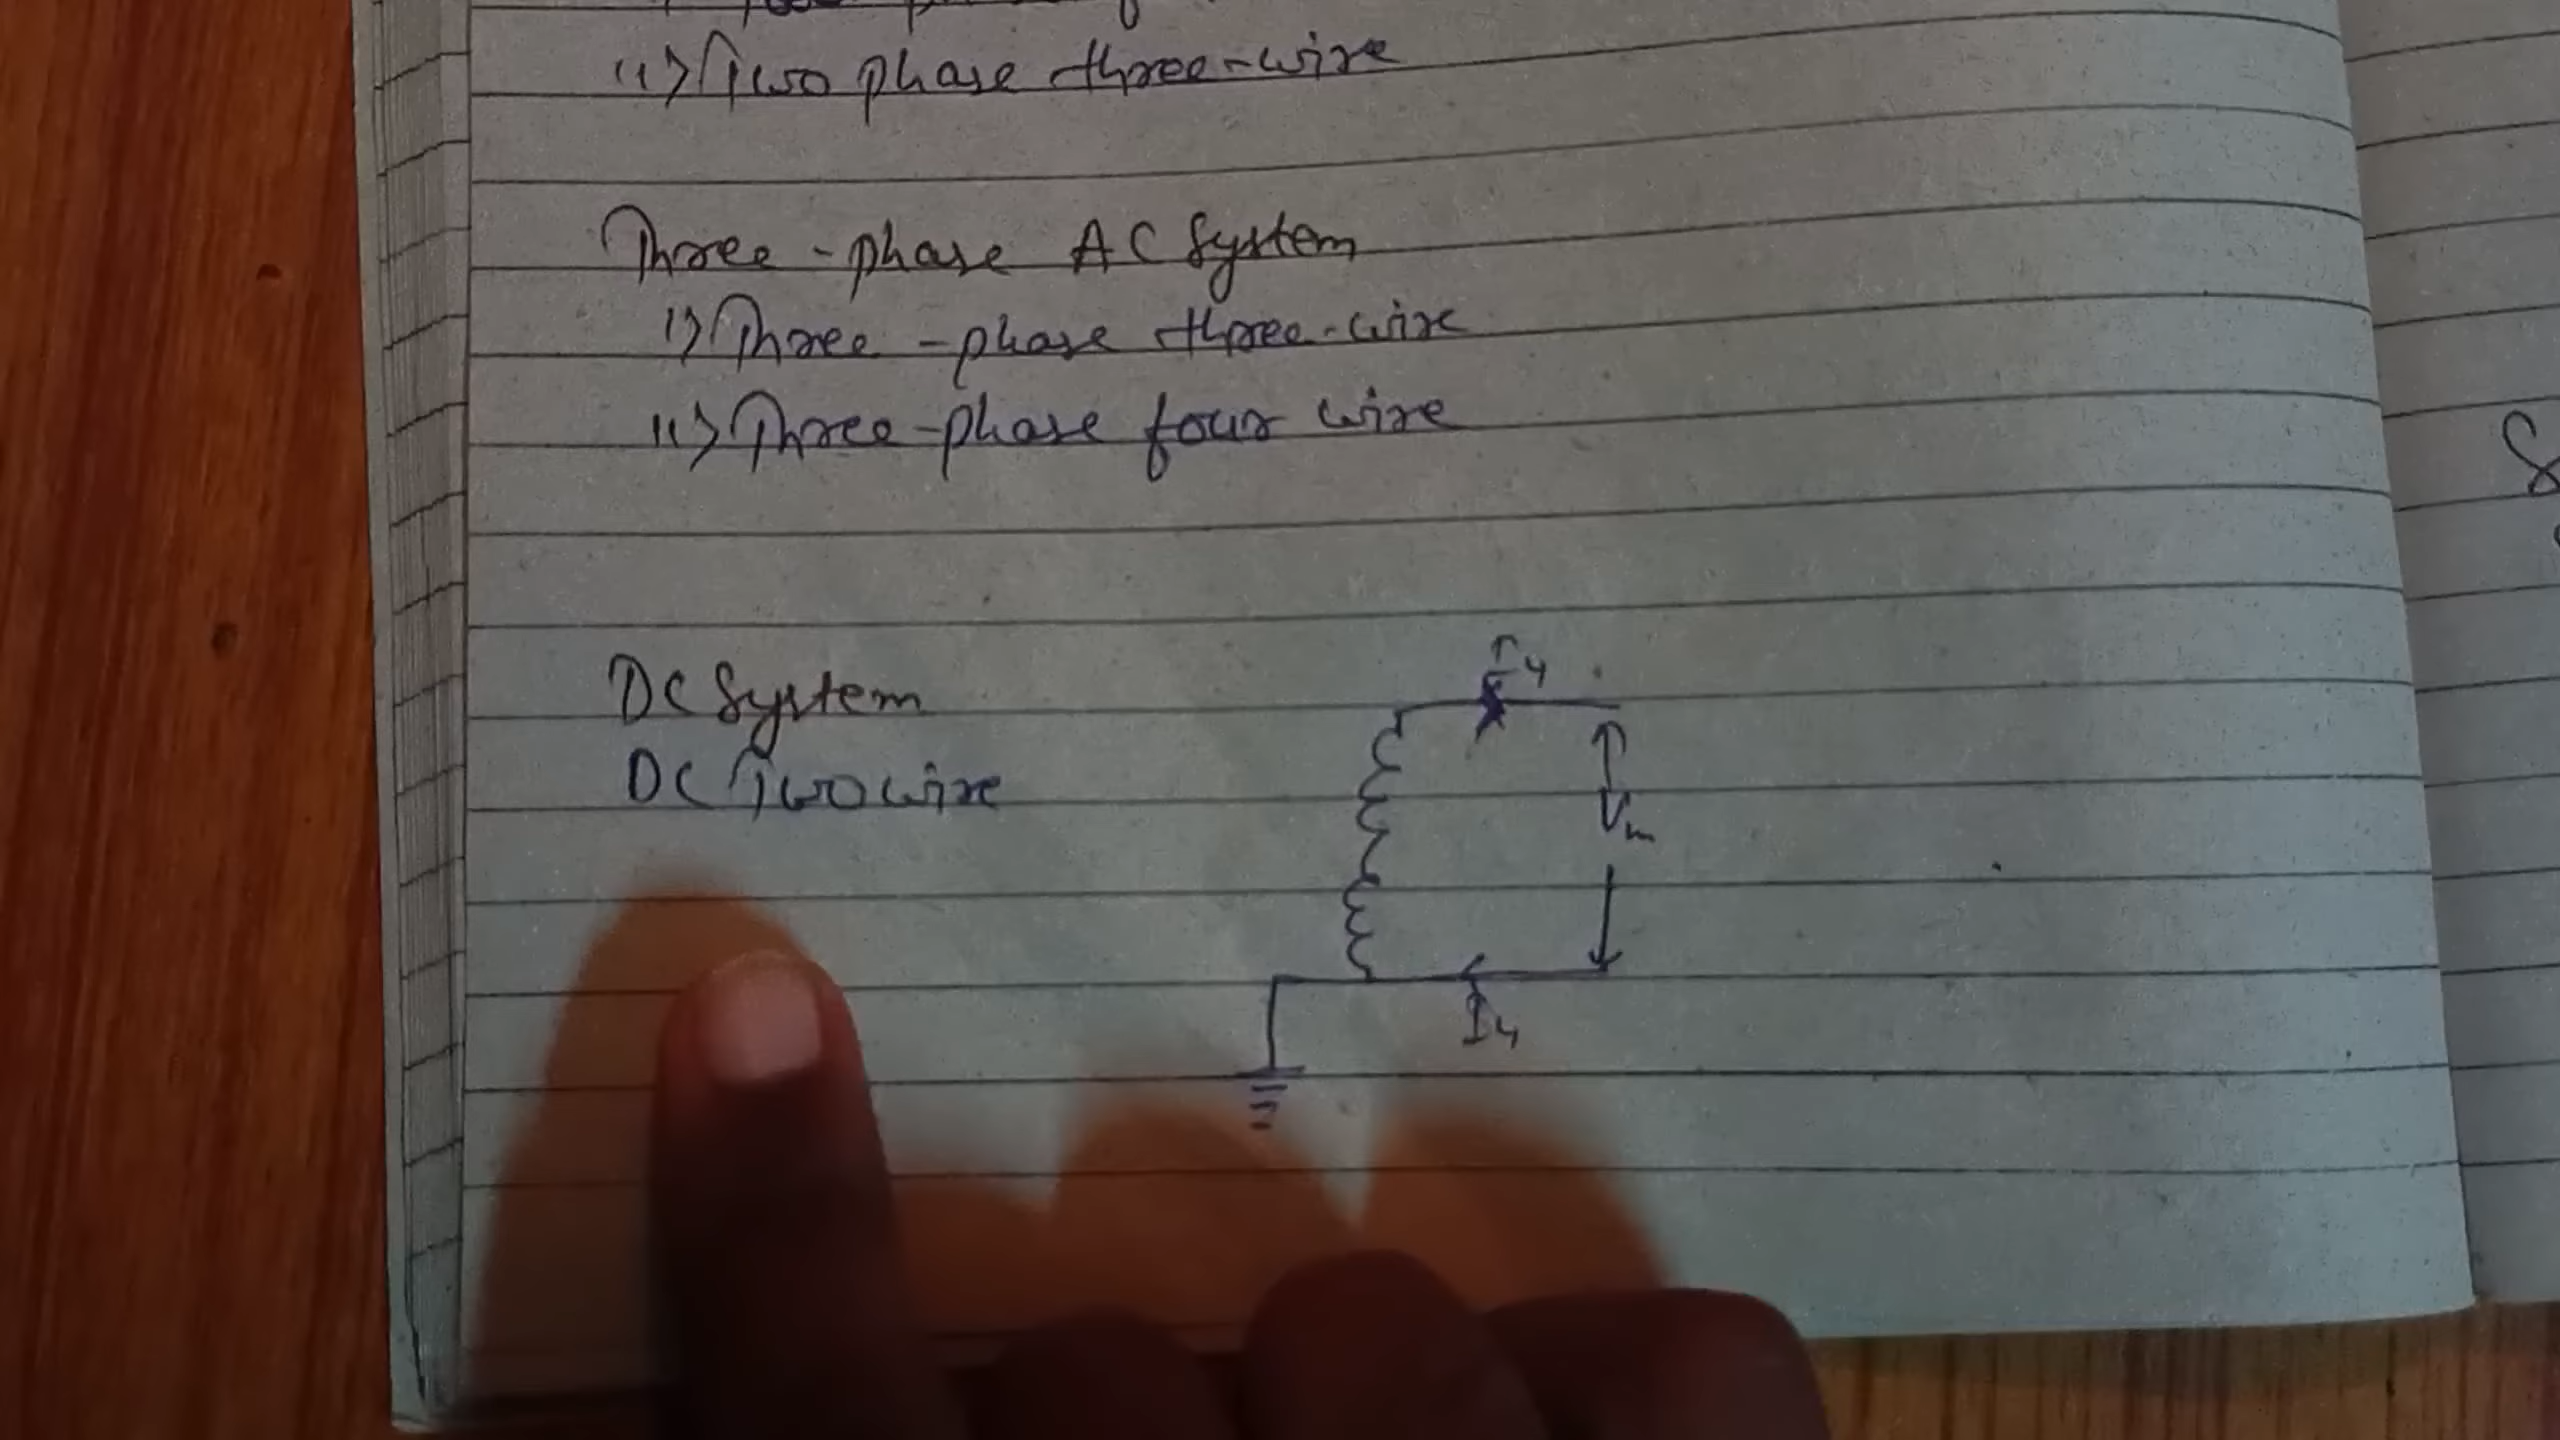 ii) Two phase three-wire
Three-phase AC System
i) Three-phase three-wire
ii) Three-phase four wire
DC System
DC Two wire
I4
Vm
I4